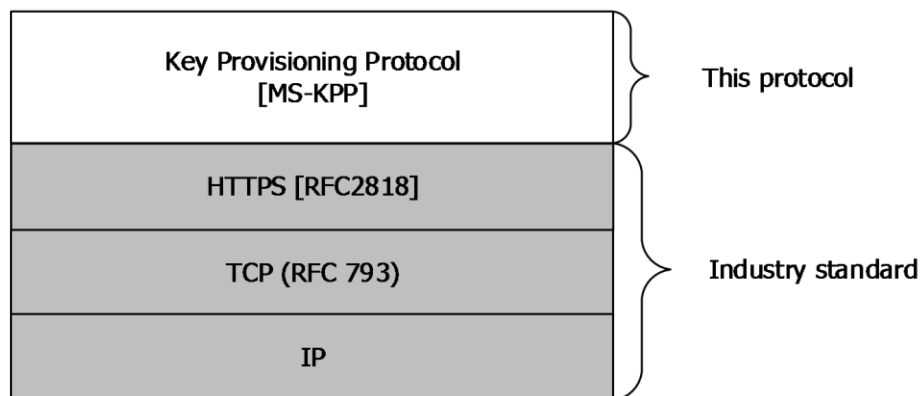 Key Provisioning Protocol
[MS-KPP]
This protocol
HTTPS [RFC2818]
TCP (RFC 793)
Industry standard
IP